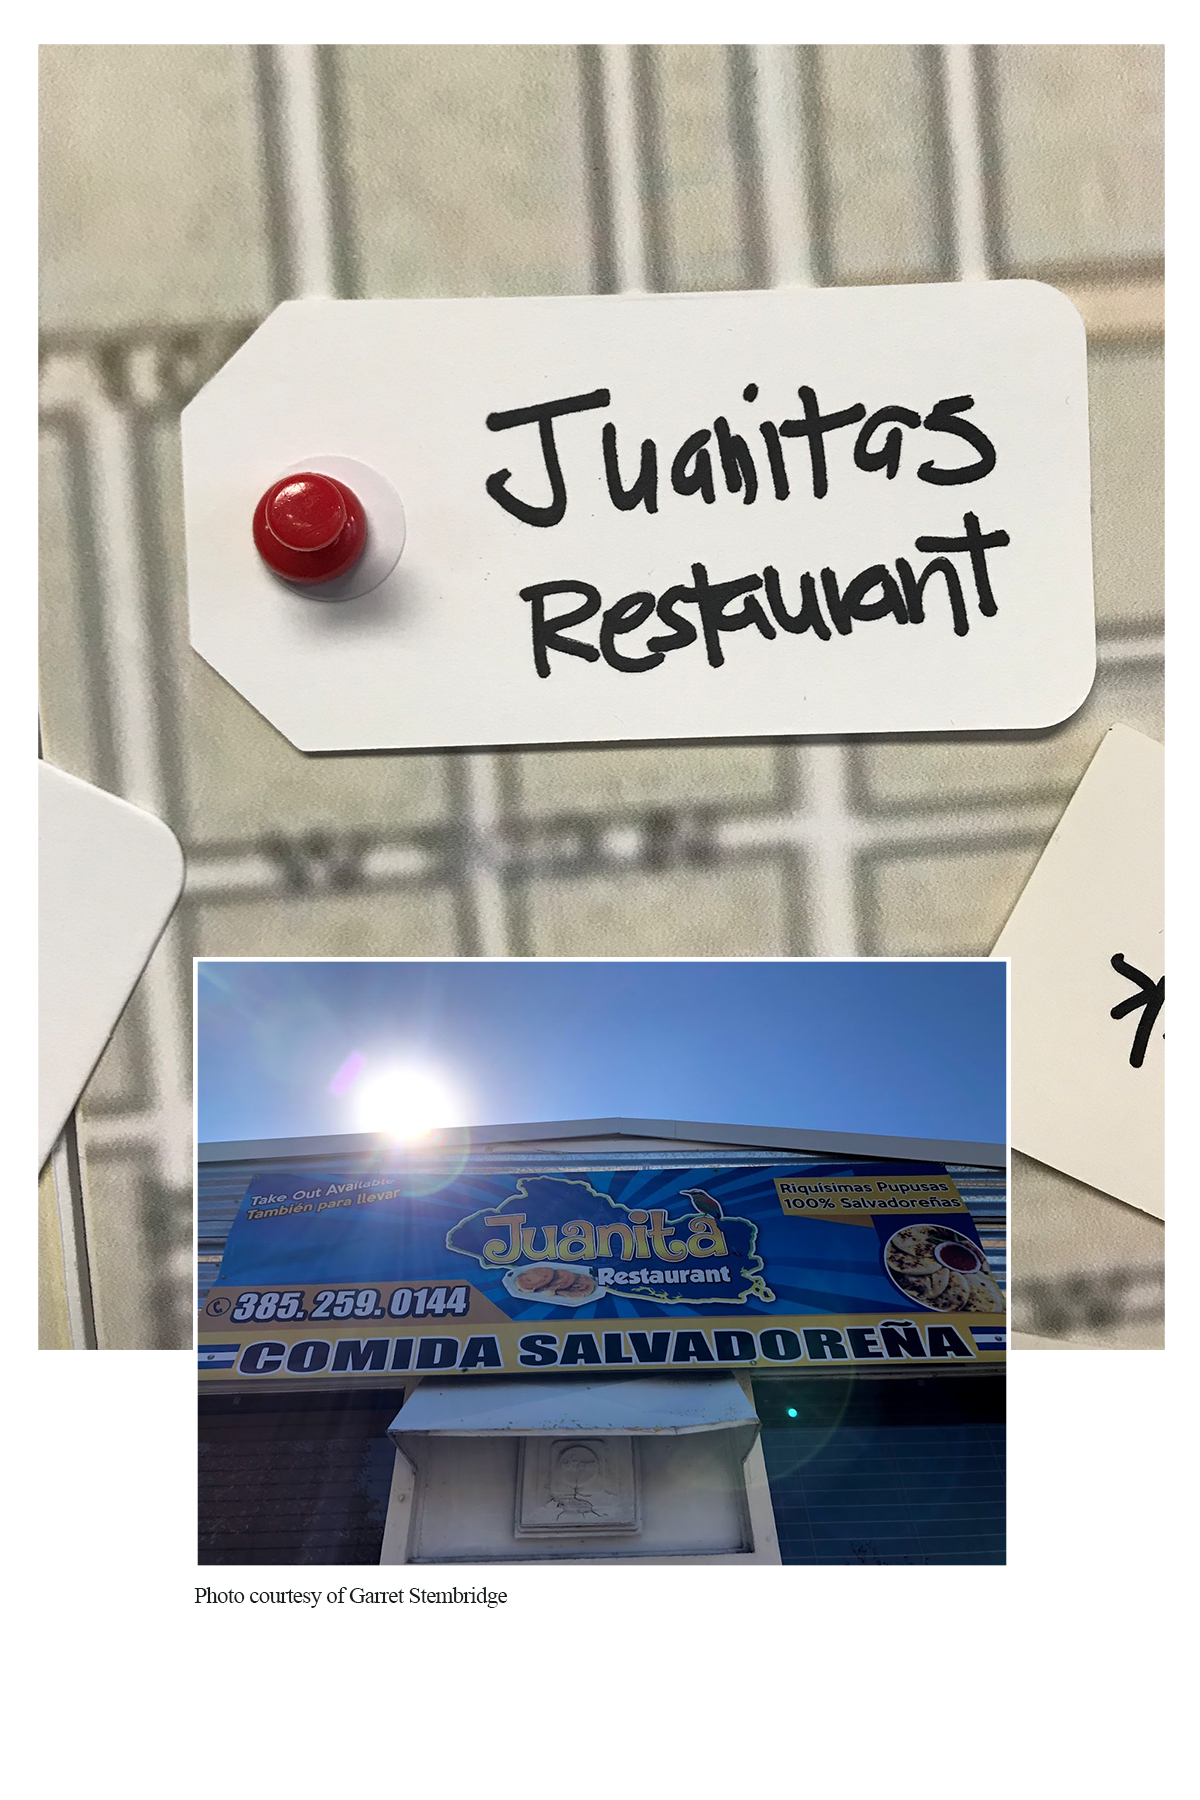 Juanitas
Restaurant
Take Out Available
También para llevar
Juanita
Restaurant
Riquísimas Pupusas
100% Salvadoreñas
385. 259. 0144
COMIDA SALVADOREÑA
Photo courtesy of Garret Stembridge